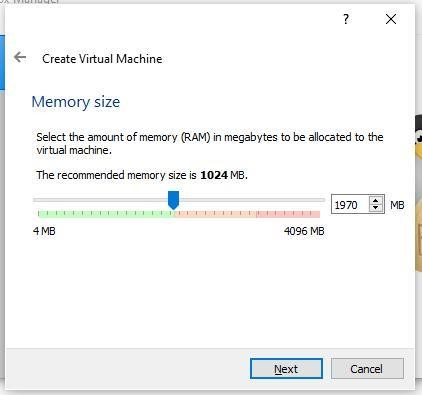 Manager
?
Create Virtual Machine
Memory size
Select the amount of memory (RAM) in megabytes to be allocated to the
virtual machine.
The recommended memory size is 1024 MB.
1970 MB
4 MB 4096 MB
Next Cancel